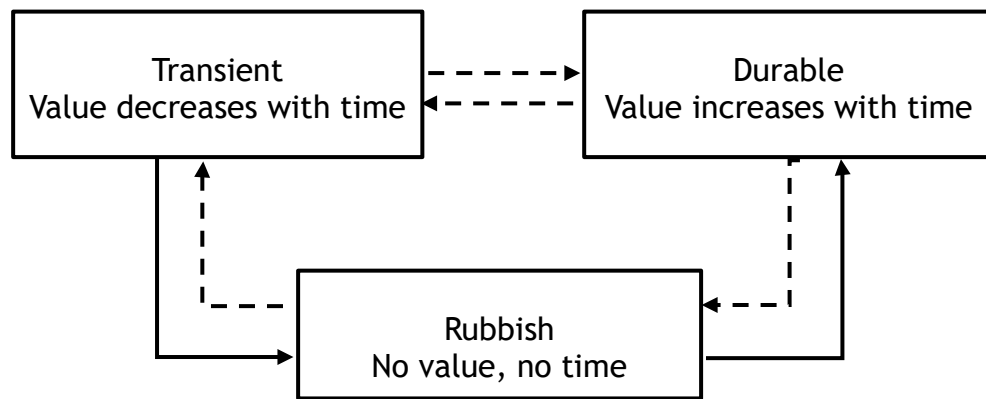 Transient
Value decreases with time
Durable
Value increases with time
Rubbish
No value, no time